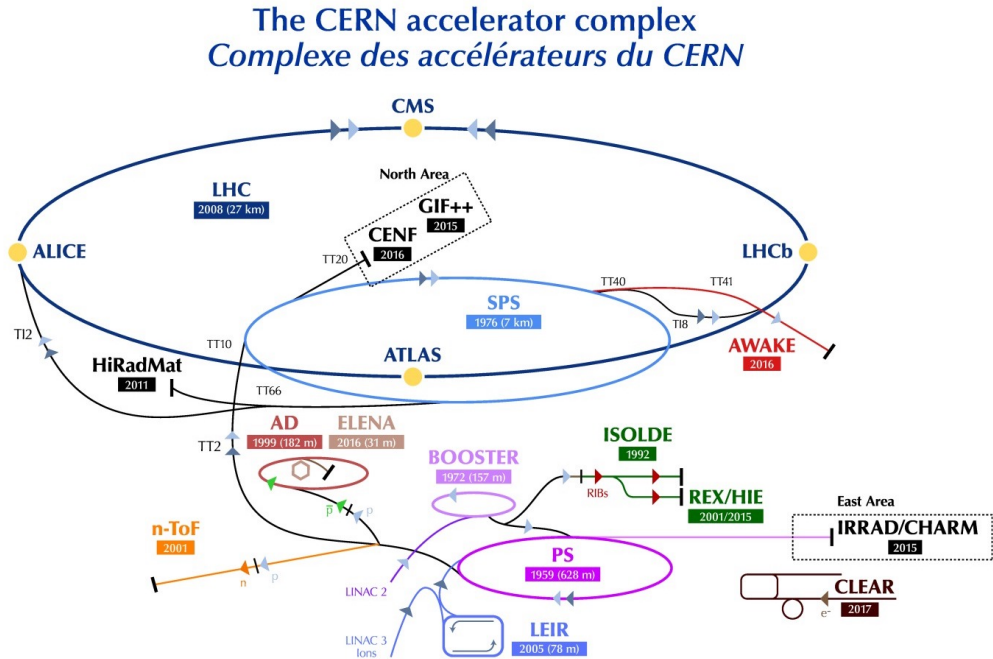 The CERN accelerator complex
Complexe des accélérateurs du CERN
CMS
North Area
LHC
2008 (27 km)
GIF++
2015
CENF
2016
ALICE
TT20
LHCb
TT40
TT41
SPS
1976 (7 km)
TI8
TI2
TT10
AWAKE
2016
ATLAS
HiRadMat
2011
TT66
AD
1999 (182 m)
ELENA
2016 (31 m)
TT2
ISOLDE
1992
BOOSTER
1972 (157 m)
RIBs
REX/HIE
2001/2015
p̅
p
East Area
n-ToF
2001
IRRAD/CHARM
2015
PS
1959 (628 m)
n
p
LINAC 2
CLEAR
2017
e-
LINAC 3
Ions
LEIR
2005 (78 m)